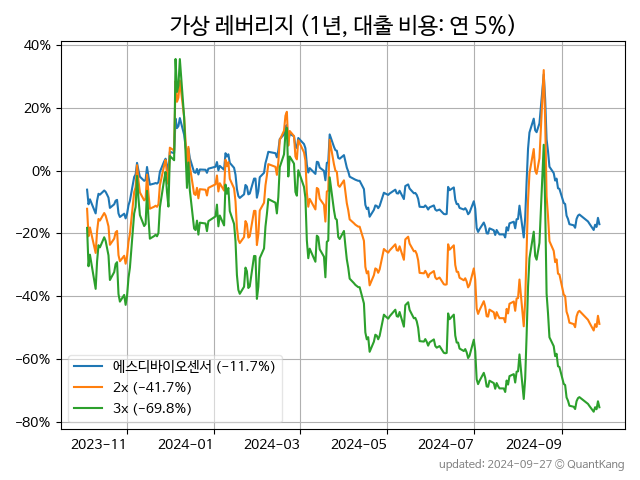 가상 레버리지 (1년, 대출 비용: 연 5%)
40%
20%
0%
−20%
−40%
−60%
−80%
에스디바이오센서 (−11.7%)
2x (−41.7%)
3x (−69.8%)
2023-11
2024-01
2024-03
2024-05
2024-07
2024-09
updated: 2024-09-27 © QuantKang